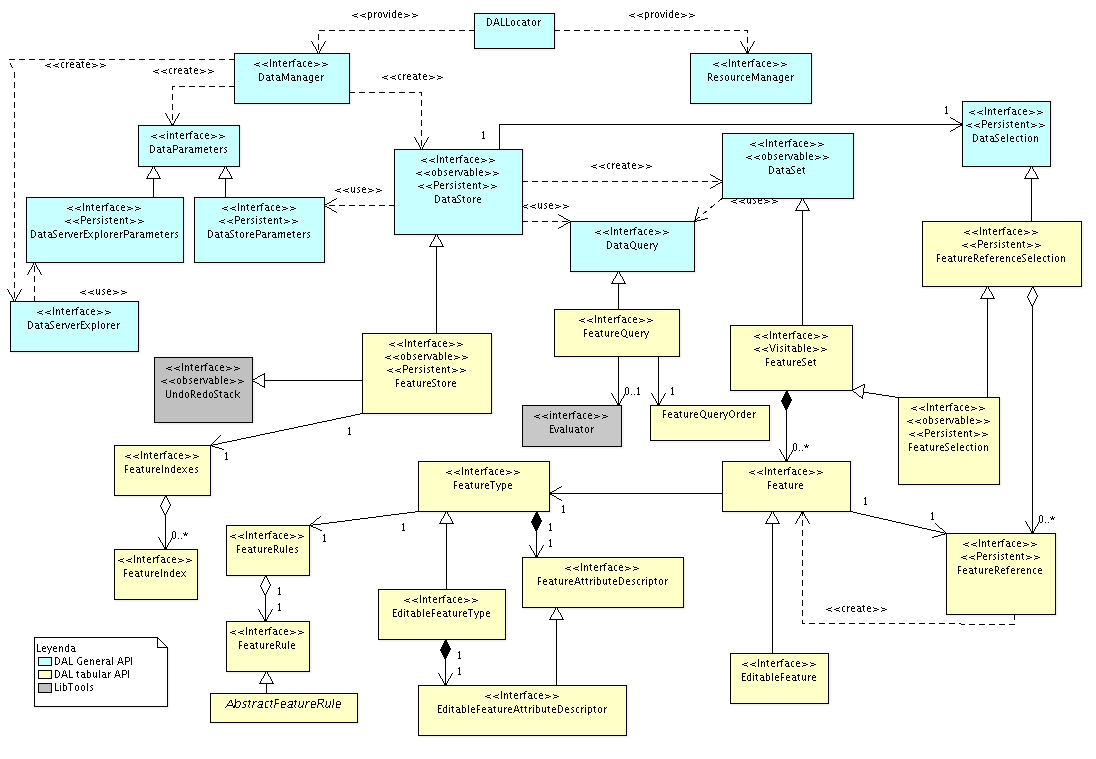 <<provide>>
DALLocator
<<provide>>
<<create>>
<<Interface>>
DataManager
<<create>>
<<create>>
<<Interface>>
ResourceManager
<<interface>>
DataParameters
1
1
<<Interface>>
<<Persistent>>
DataSelection
<<Interface>>
<<observable>>
<<Persistent>>
DataStore
<<create>>
<<Interface>>
<<observable>>
DataSet
<<use>>
<<use>>
<<use>>
<<Interface>>
<<Persistent>>
DataServerExplorerParameters
<<Interface>>
<<Persistent>>
DataStoreParameters
<<Interface>>
DataQuery
<<Interface>>
<<Persistent>>
FeatureReferenceSelection
<<use>>
<<Interface>>
DataServerExplorer
<<Interface>>
FeatureQuery
<<Interface>>
<<Visitable>>
FeatureSet
<<Interface>>
<<observable>>
<<Persistent>>
FeatureStore
<<Interface>>
<<observable>>
UndoRedoStack
0..1
1
<<interface>>
Evaluator
FeatureQueryOrder
<<Interface>>
<<observable>>
<<Persistent>>
FeatureSelection
1
1
0..*
<<Interface>>
FeatureIndexes
<<Interface>>
FeatureType
<<Interface>>
Feature
1
1
1
0..*
0..*
1
1
1
1
<<Interface>>
FeatureIndex
<<Interface>>
FeatureRules
<<Interface>>
FeatureAttributeDescriptor
<<Interface>>
<<Persistent>>
FeatureReference
1
1
<<create>>
<<Interface>>
FeatureRule
<<Interface>>
EditableFeatureType
1
1
<<Interface>>
EditableFeature
<<Interface>>
EditableFeatureAttributeDescriptor
AbstractFeatureRule
Leyenda
DAL General API
DAL tabular API
LibTools